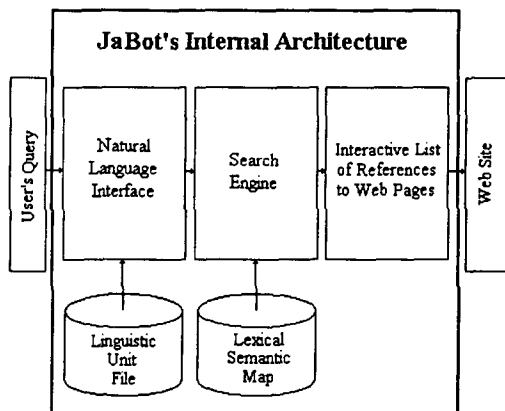 JaBot's Internal Architecture
User's Query
Natural
Language
Interface
Search
Engine
Interactive List
of References
to Web Pages
Web Site
Linguistic
Unit
File
Lexical
Semantic
Map